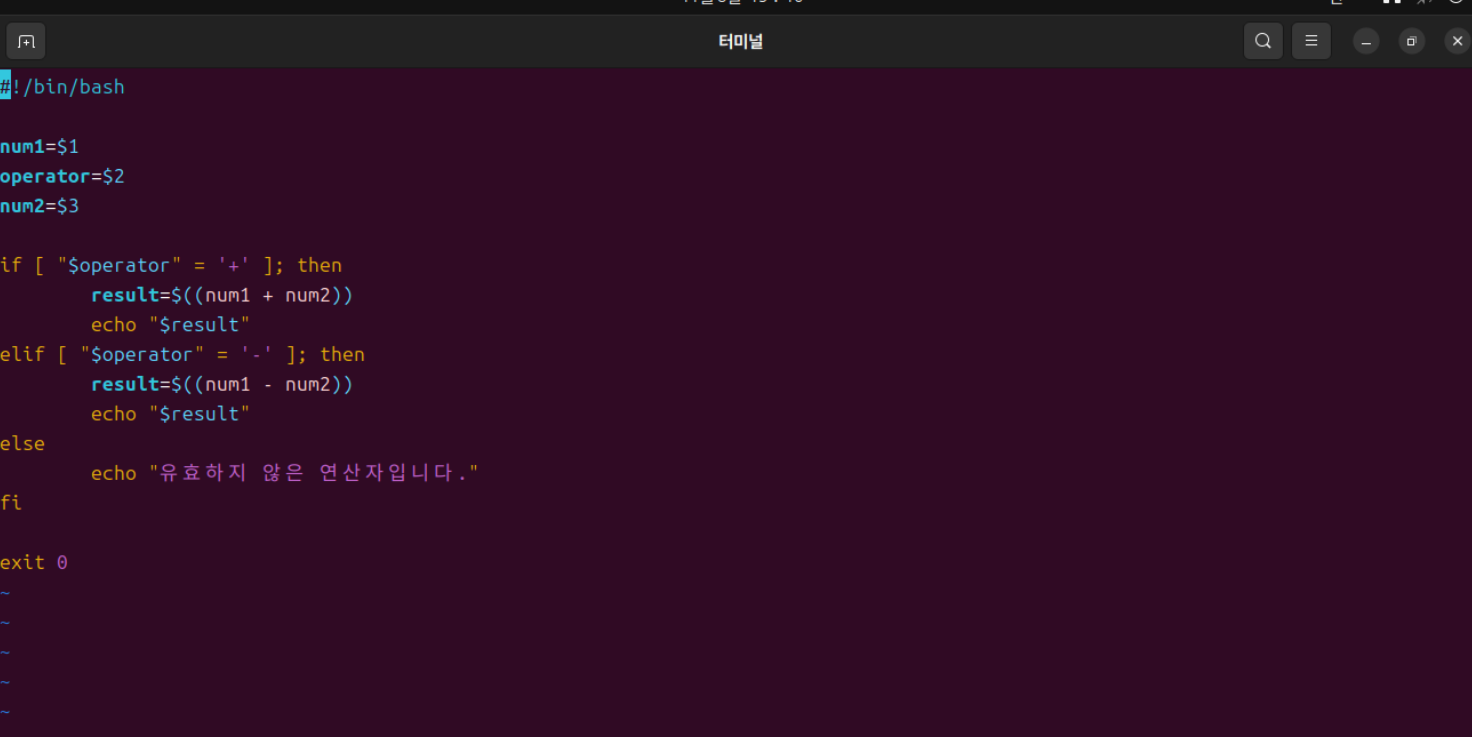 터미널
#!/bin/bash
num1=$1
operator=$2
num2=$3
if [ "$operator" = '+' ]; then
result=$((num1 + num2))
echo "$result"
elif [ "$operator" = '-' ]; then
result=$((num1 - num2))
echo "$result"
else
echo "유효하지 않은 연산자입니다."
fi
exit 0
~
~
~
~
~